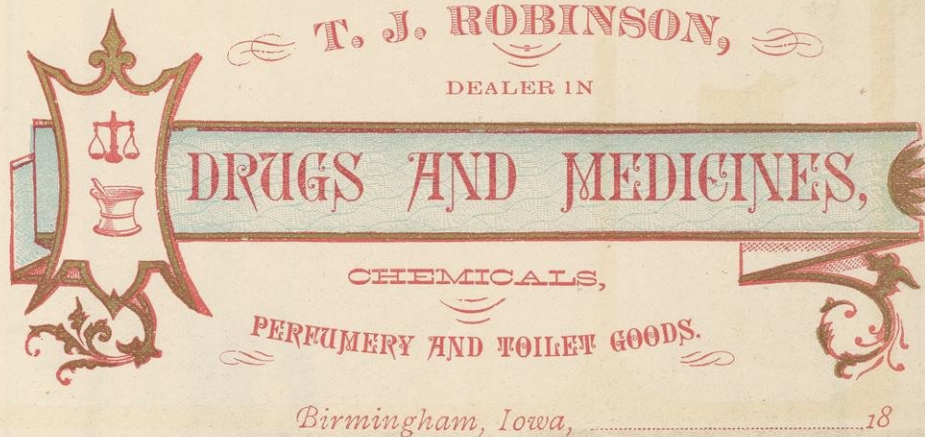 T. J. ROBINSON,
DEALER IN
DRUGS AND MEDICINES,
CHEMICALS,
PERFUMERY AND TOILET GOODS.
Birmingham, Iowa, ........................ 18